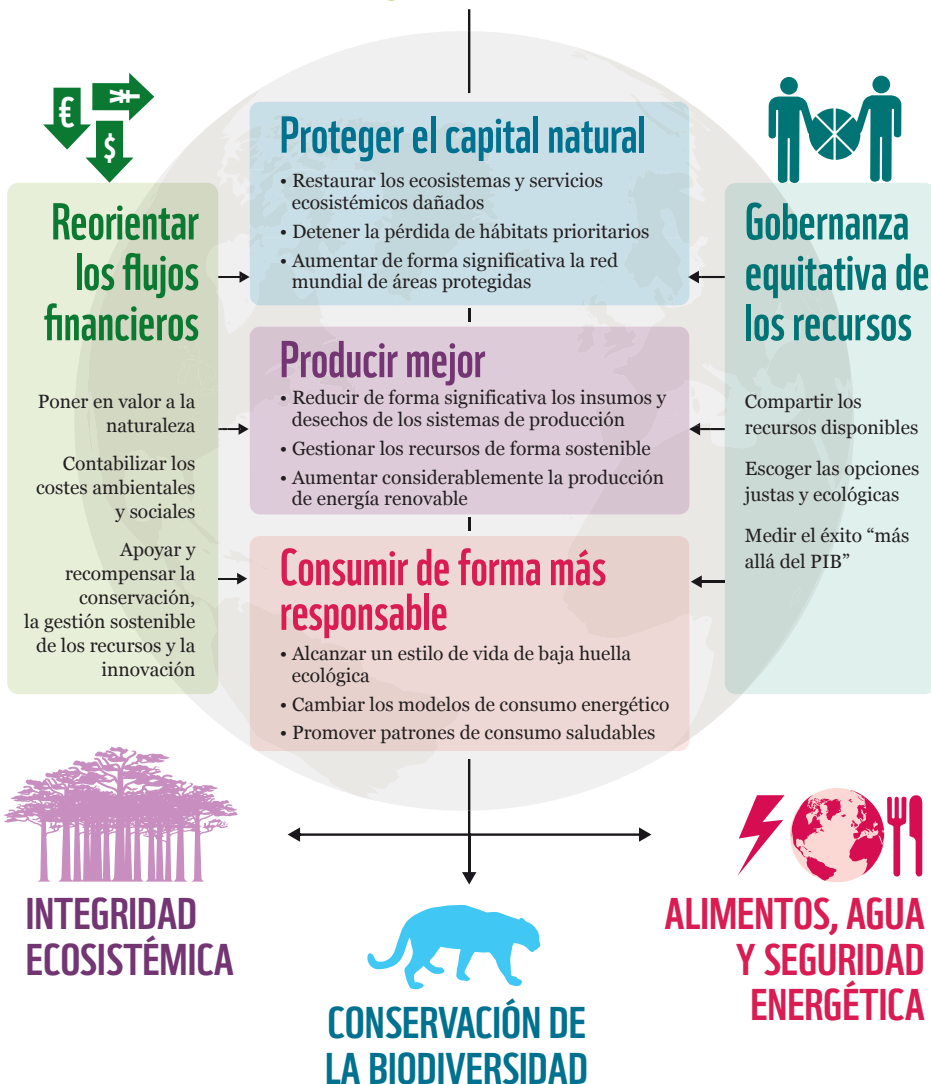 €
¥
$
Proteger el capital natural
• Restaurar los ecosistemas y servicios
ecosistémicos dañados
• Detener la pérdida de hábitats prioritarios
• Aumentar de forma significativa la red
mundial de áreas protegidas
Reorientar
los flujos
financieros
Poner en valor a la
naturaleza
Contabilizar los
costes ambientales
y sociales
Apoyar y
recompensar la
conservación,
la gestión sostenible
de los recursos y la
innovación
Producir mejor
• Reducir de forma significativa los insumos y
desechos de los sistemas de producción
• Gestionar los recursos de forma sostenible
• Aumentar considerablemente la producción
de energía renovable
Consumir de forma más
responsable
• Alcanzar un estilo de vida de baja huella
ecológica
• Cambiar los modelos de consumo energético
• Promover patrones de consumo saludables
Gobernanza
equitativa de
los recursos
Compartir los
recursos disponibles
Escoger las opciones
justas y ecológicas
Medir el éxito “más
allá del PIB”
INTEGRIDAD
ECOSISTÉMICA
CONSERVACIÓN DE
LA BIODIVERSIDAD
ALIMENTOS, AGUA
Y SEGURIDAD
ENERGÉTICA